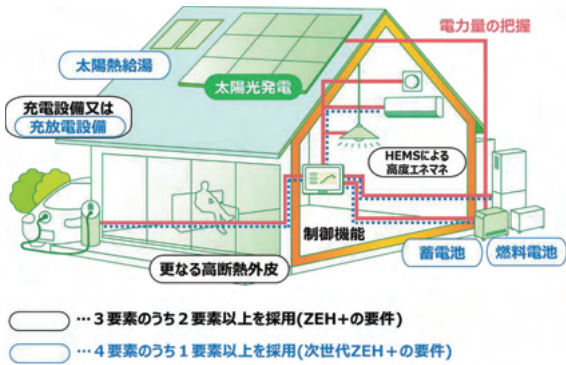 電力量の把握
太陽熱給湯
太陽光発電
充電設備又は
充放電設備
HEMSによる
高度エネマネ
制御機能
更なる高断熱外皮
蓄電池
燃料電池
…3要素のうち2要素以上を採用(ZEH+の要件)
…4要素のうち1要素以上を採用(次世代ZEH+の要件)